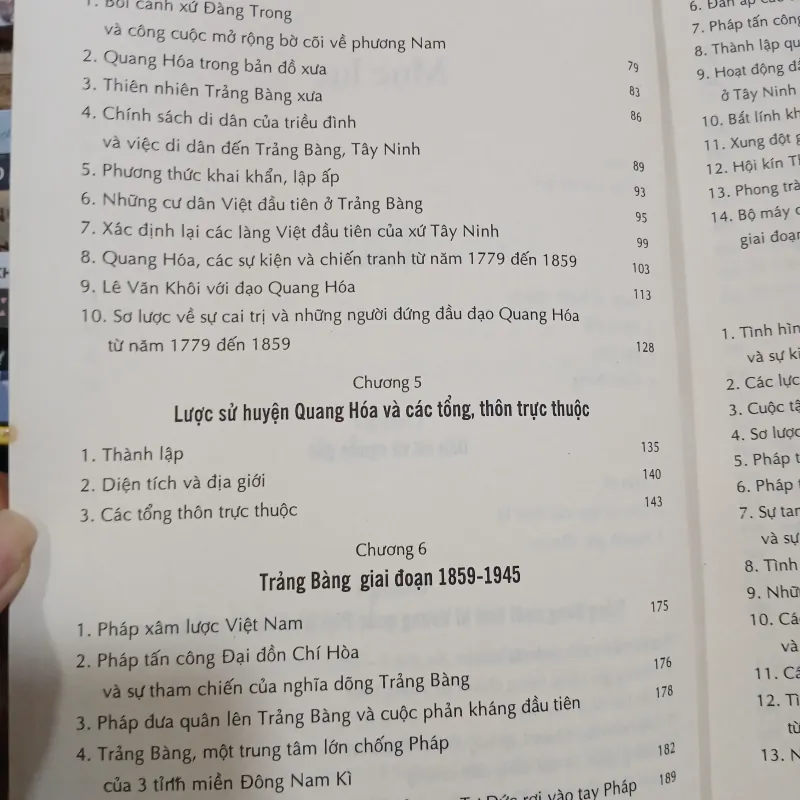 1. Bối cảnh xứ Đàng Trong
và công cuộc mở rộng bờ cõi về phương Nam 79
2. Quang Hóa trong bản đồ xưa 83
3. Thiên nhiên Trảng Bàng xưa 86
4. Chính sách di dân của triều đình
và việc di dân đến Trảng Bàng, Tây Ninh 89
5. Phương thức khai khẩn, lập ấp 93
6. Những cư dân Việt đầu tiên ở Trảng Bàng 95
7. Xác định lại các làng Việt đầu tiên của xứ Tây Ninh 99
8. Quang Hóa, các sự kiện và chiến tranh từ năm 1779 đến 1859 103
9. Lê Văn Khôi với đạo Quang Hóa 113
10. Sơ lược về sự cai trị và những người đứng đầu đạo Quang Hóa
từ năm 1779 đến 1859 128
Chương 5
Lược sử huyện Quang Hóa và các tổng, thôn trực thuộc
1. Thành lập 135
2. Diện tích và địa giới 140
3. Các tổng thôn trực thuộc 143
Chương 6
Trảng Bàng giai đoạn 1859-1945
1. Pháp xâm lược Việt Nam 175
2. Pháp tấn công Đại đồn Chí Hòa
và sự tham chiến của nghĩa dõng Trảng Bàng 176
3. Pháp đưa quân lên Trảng Bàng và cuộc phản kháng đầu tiên 178
4. Trảng Bàng, một trung tâm lớn chống Pháp
của 3 tỉnh miền Đông Nam Kì 182
Tự Đức rơi vào tay Pháp 189
6. Đàn áp
7. Pháp tấn công
8. Thành lập
9. Hoạt động
ở Tây Ninh
10. Bắt lính
11. Xung đột
12. Hội kín
13. Phong
14. Bộ máy
giai đoạn
1. Tình
và sự
2. Các lực
3. Cuộc
4. Sơ lược
5. Pháp
6. Pháp
7. Sự
và sự
8. Tình
9.
10.
và
11.
12.
từ
13.